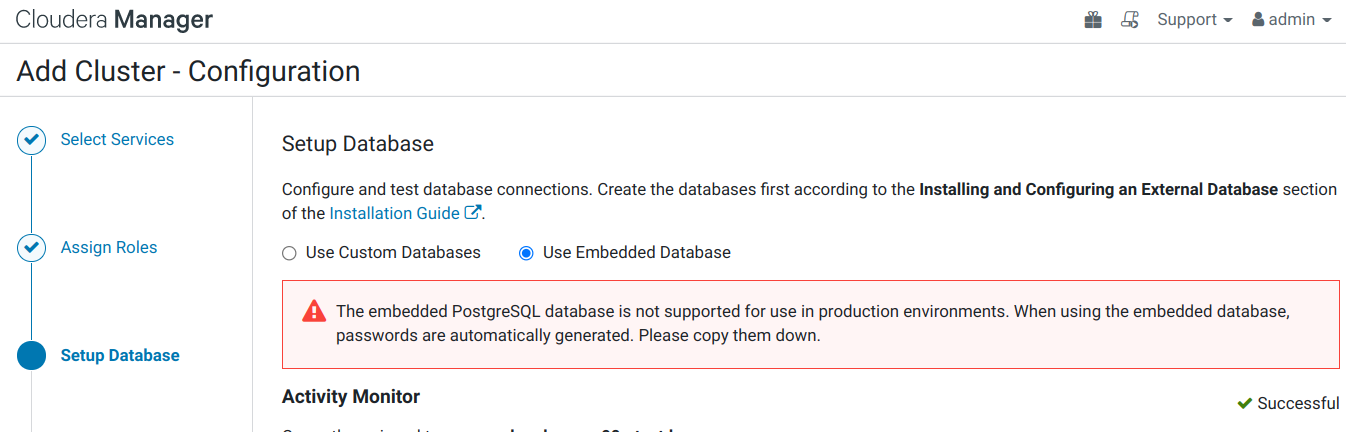 Cloudera Manager
Support
admin
Add Cluster - Configuration
Select Services
Assign Roles
Setup Database
Setup Database
Configure and test database connections. Create the databases first according to the Installing and Configuring an External Database section
of the Installation Guide.
Use Custom Databases
Use Embedded Database
The embedded PostgreSQL database is not supported for use in production environments. When using the embedded database,
passwords are automatically generated. Please copy them down.
Activity Monitor
Successful